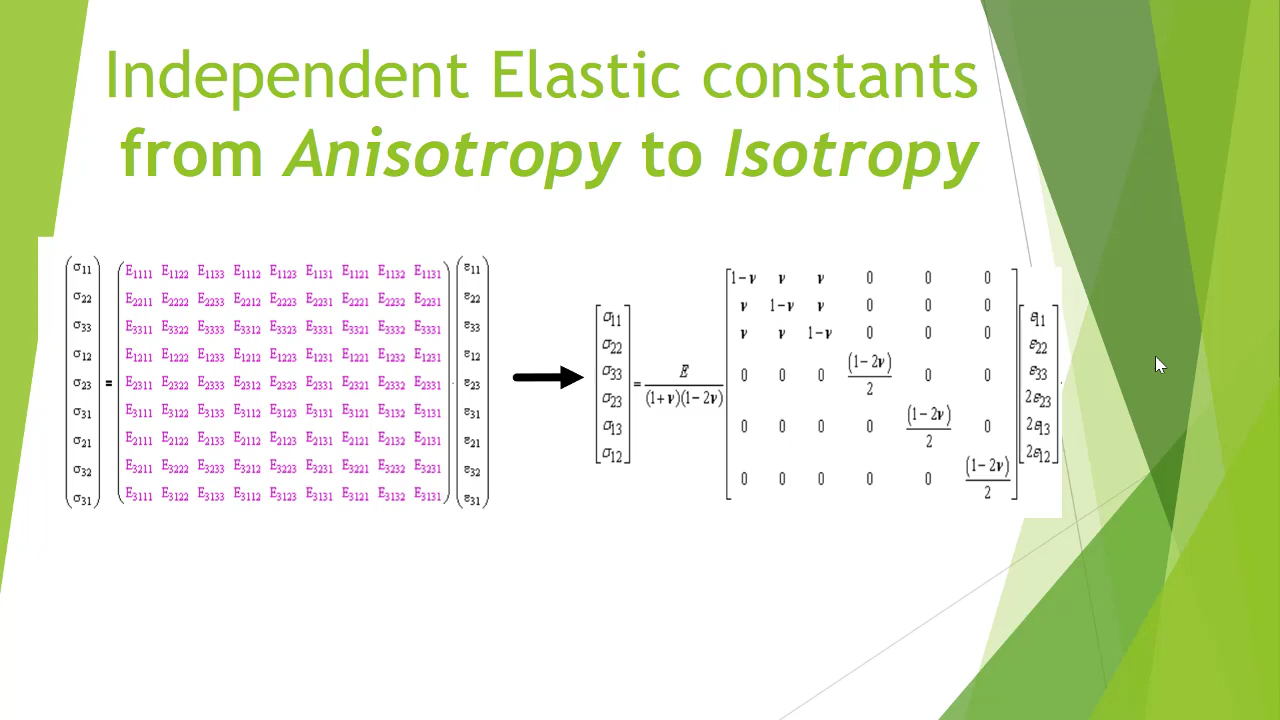 Independent Elastic constants
from Anisotropy to Isotropy
σ11 E1111 E1122 E1133 E1112 E1123 E1131 E1121 E1132 E1131 ε11
σ22 E2211 E2222 E2233 E2212 E2223 E2231 E2221 E2232 E2231 ε22
σ33 E3311 E3322 E3333 E3312 E3323 E3331 E3321 E3332 E3331 ε33
σ12 E1211 E1222 E1233 E1212 E1223 E1231 E1221 E1232 E1231 ε12
σ23 = E2311 E2322 E2333 E2312 E2323 E2331 E2321 E2332 E2331 · ε23
σ31 E3111 E3122 E3133 E3112 E3123 E3131 E3121 E3132 E3131 ε31
σ21 E2111 E2122 E2133 E2112 E2123 E2131 E2121 E2132 E2131 ε21
σ32 E3211 E3222 E3233 E3212 E3223 E3231 E3221 E3232 E3231 ε32
σ31 E3111 E3122 E3133 E3112 E3123 E3131 E3121 E3132 E3131 ε31
σ11
σ22
σ33
σ23
σ13
σ12
=
E
(1+ν)(1−2ν)
1−ν ν ν 0 0 0
ν 1−ν ν 0 0 0
ν ν 1−ν 0 0 0
0 0 0 (1−2ν)/2 0 0
0 0 0 0 (1−2ν)/2 0
0 0 0 0 0 (1−2ν)/2
ε11
ε22
ε33
2ε23
2ε13
2ε12